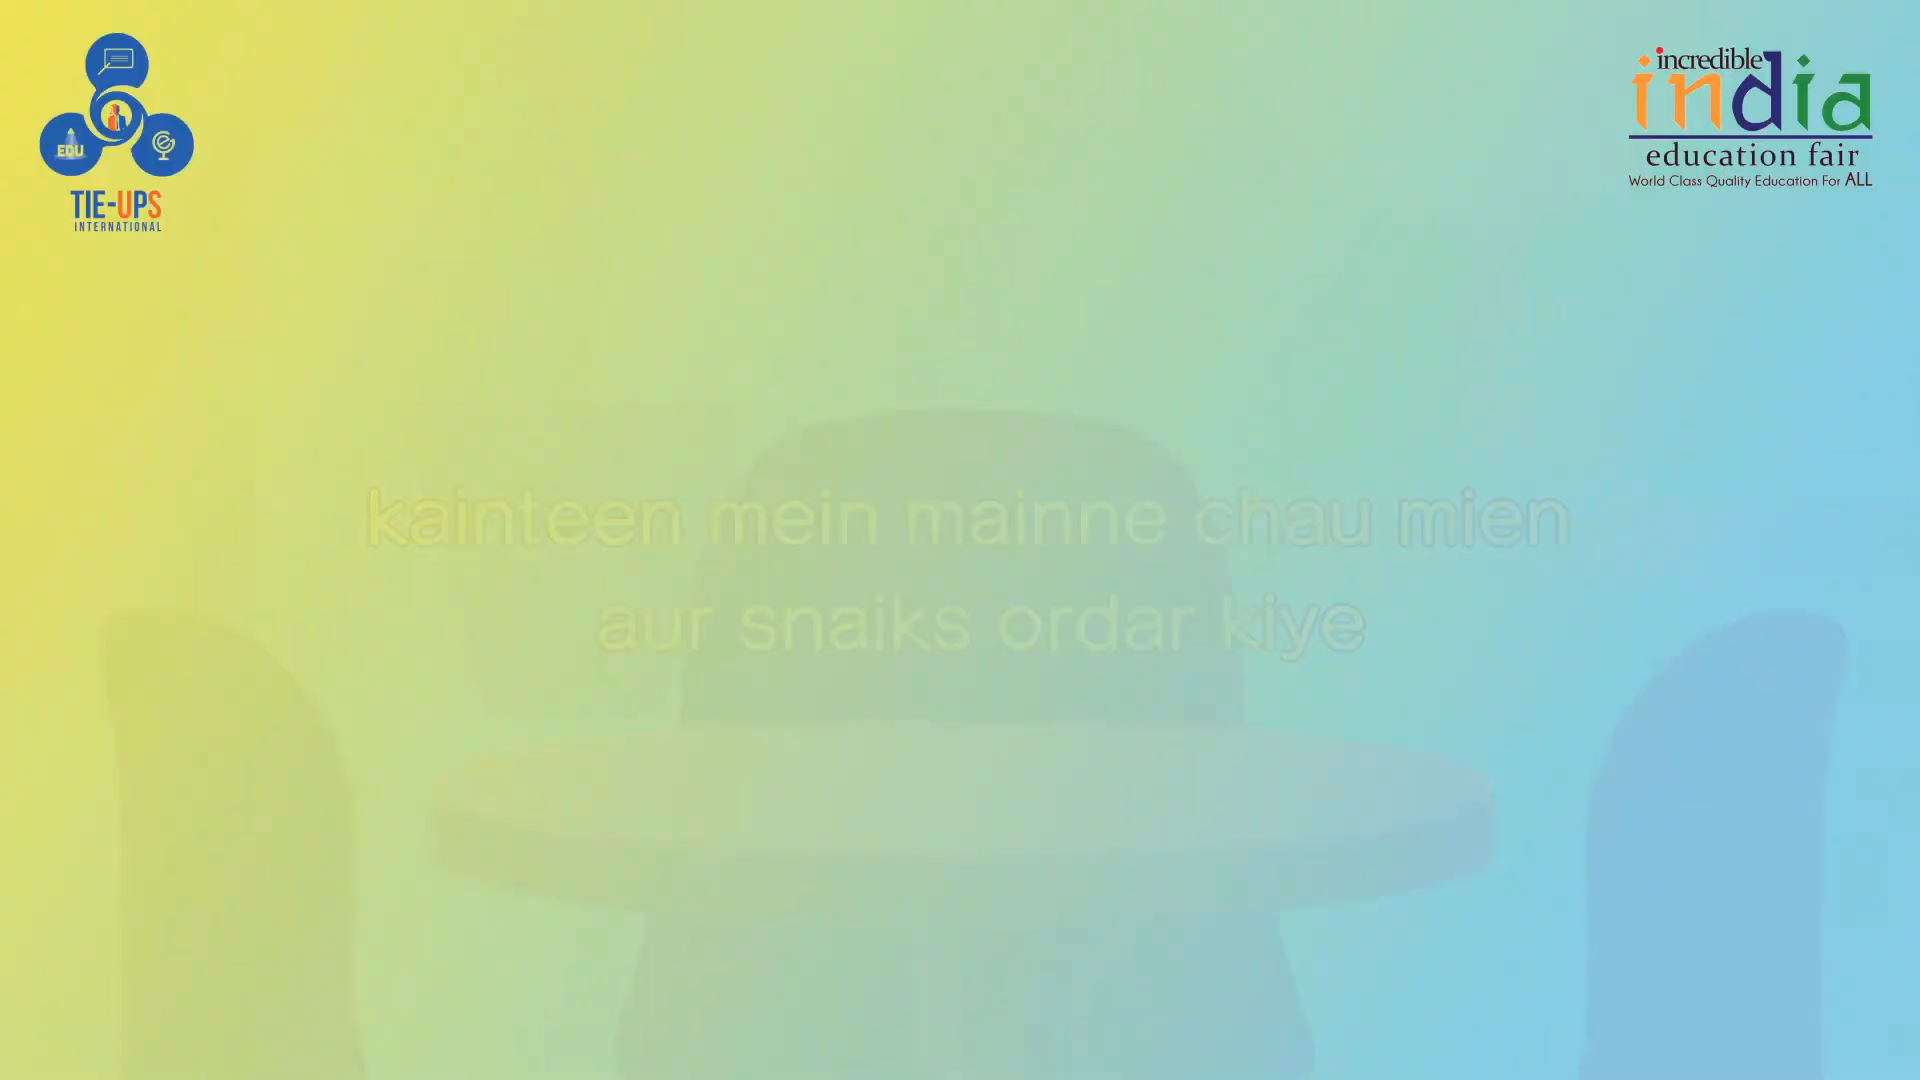 EDU
TIE-UPS
INTERNATIONAL
incredible
india
education fair
World Class Quality Education For ALL
kainteen mein mainne chau mien
aur snaiks ordar kiye